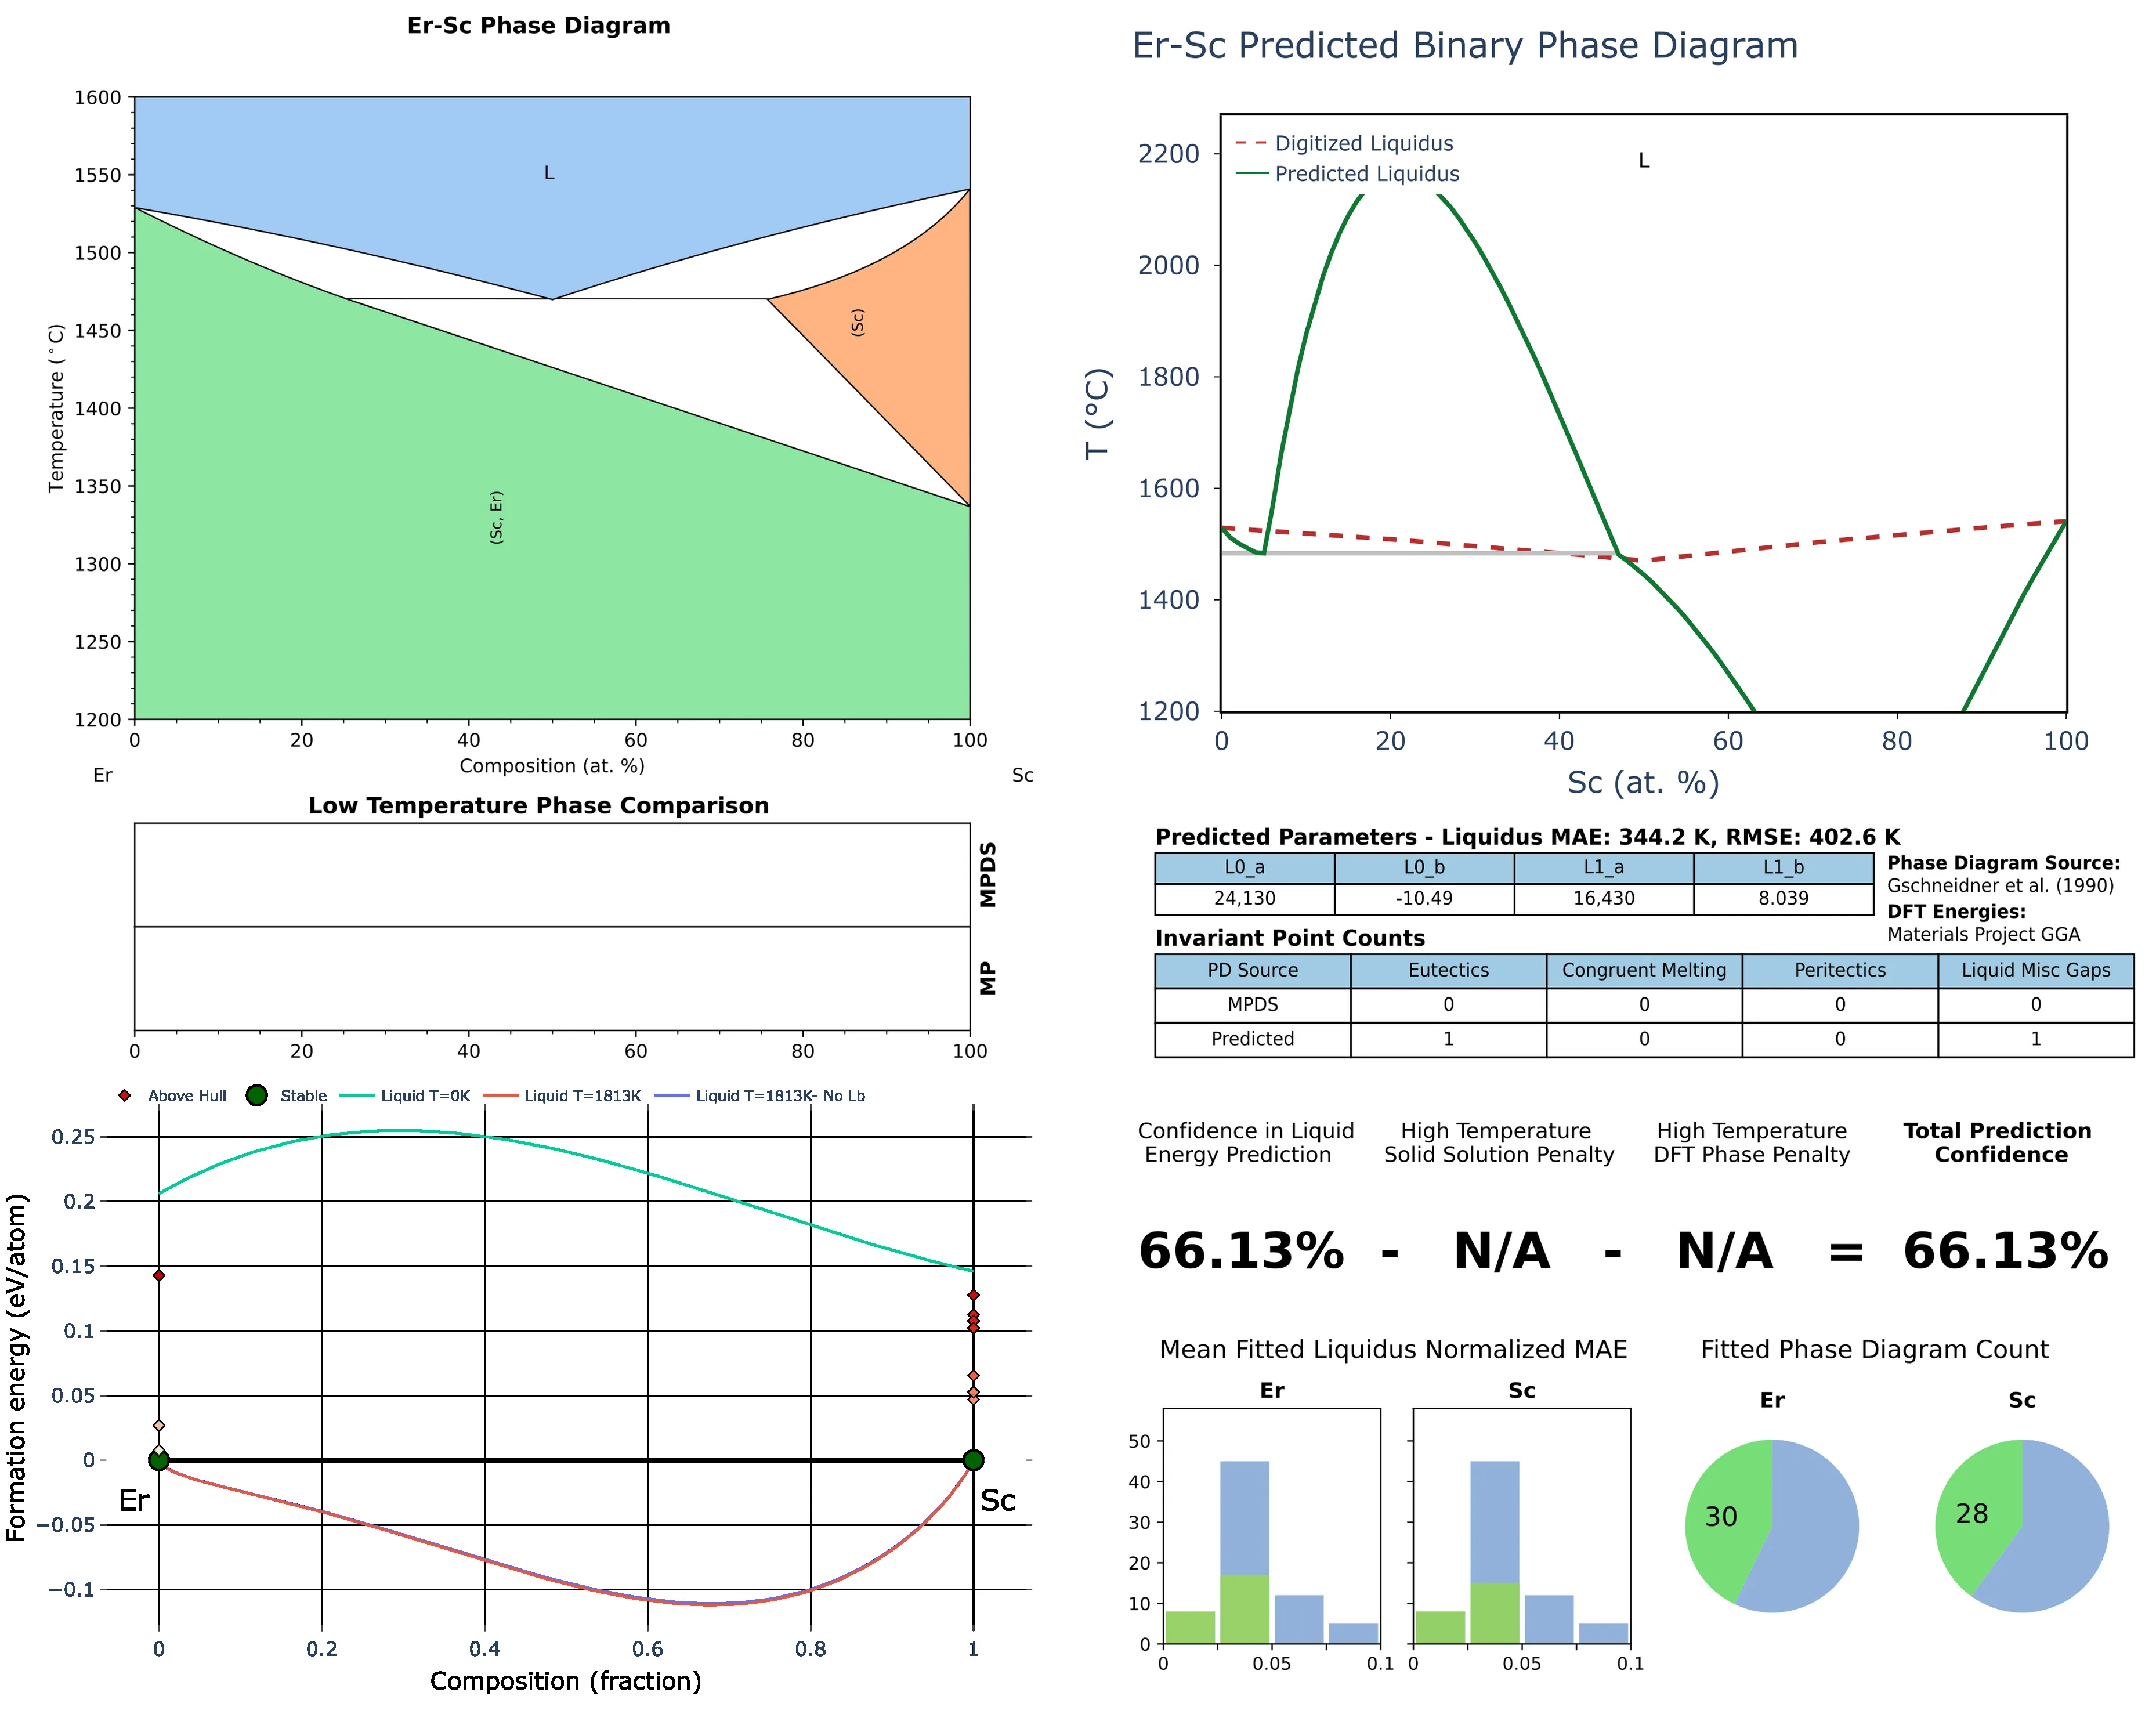 Er-Sc Phase Diagram
1600
1550
1500
1450
1400
1350
1300
1250
1200
Temperature (°C)
L
(Sc)
(Sc, Er)
0 20 40 60 80 100
Composition (at. %)
Er Sc
Er-Sc Predicted Binary Phase Diagram
Digitized Liquidus
Predicted Liquidus
L
2200
2000
1800
1600
1400
1200
T (°C)
0 20 40 60 80 100
Sc (at. %)
Low Temperature Phase Comparison
MPDS
MP
0 20 40 60 80 100
Predicted Parameters - Liquidus MAE: 344.2 K, RMSE: 402.6 K
L0_a L0_b L1_a L1_b
24,130 -10.49 16,430 8.039
Phase Diagram Source:
Gschneidner et al. (1990)
DFT Energies:
Materials Project GGA
Invariant Point Counts
PD Source Eutectics Congruent Melting Peritectics Liquid Misc Gaps
MPDS 0 0 0 0
Predicted 1 0 0 1
Above Hull Stable Liquid T=0K Liquid T=1813K Liquid T=1813K- No Lb
0.25
0.2
0.15
0.1
0.05
0
−0.05
−0.1
Formation energy (eV/atom)
Er Sc
0 0.2 0.4 0.6 0.8 1
Composition (fraction)
Confidence in Liquid
Energy Prediction
High Temperature
Solid Solution Penalty
High Temperature
DFT Phase Penalty
Total Prediction
Confidence
66.13% - N/A - N/A = 66.13%
Mean Fitted Liquidus Normalized MAE
Er Sc
50
40
30
20
10
0
0 0.05 0.1 0 0.05 0.1
Fitted Phase Diagram Count
Er Sc
30 28